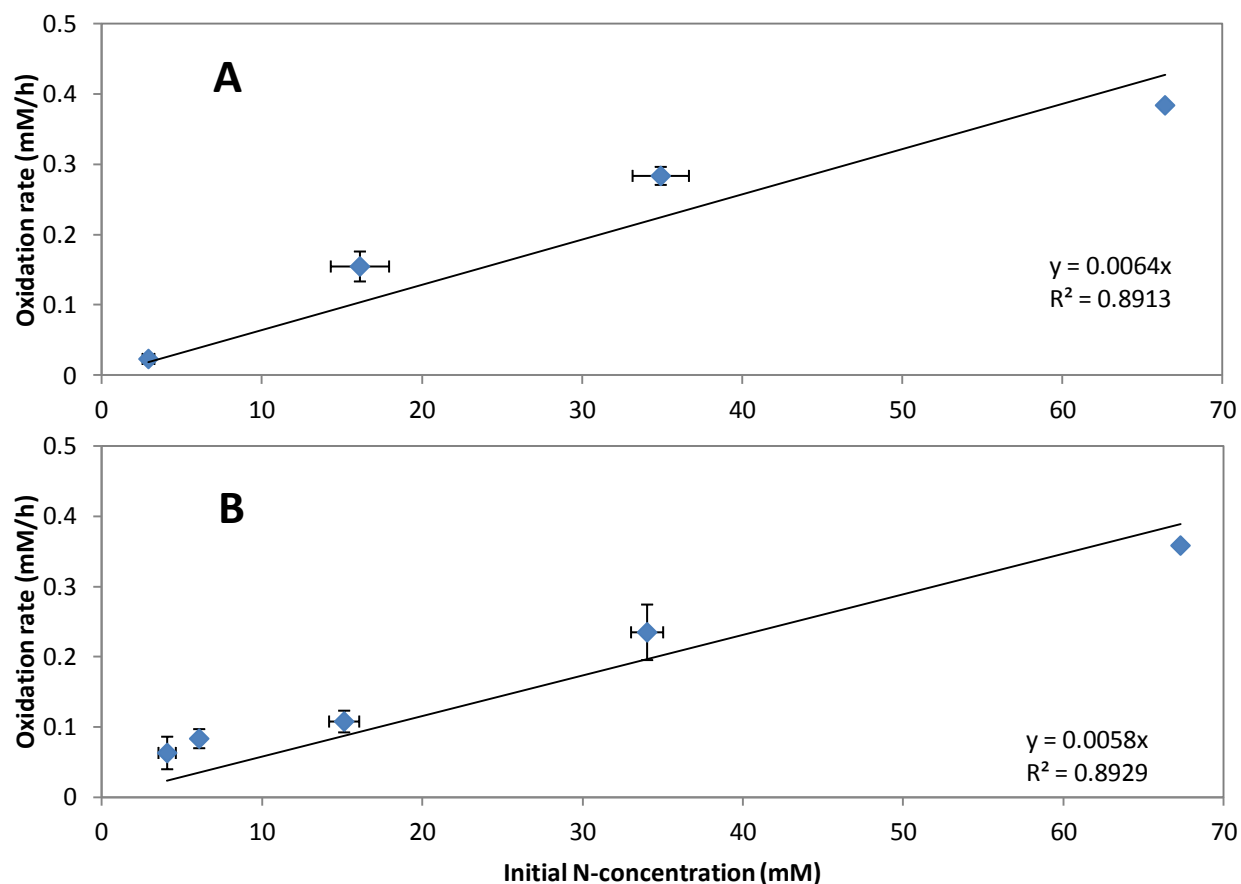 A
Oxidation rate (mM/h)
0.5
0.4
0.3
0.2
0.1
0
y = 0.0064x
R² = 0.8913
0 10 20 30 40 50 60 70
B
Oxidation rate (mM/h)
0.5
0.4
0.3
0.2
0.1
0
y = 0.0058x
R² = 0.8929
0 10 20 30 40 50 60 70
Initial N-concentration (mM)